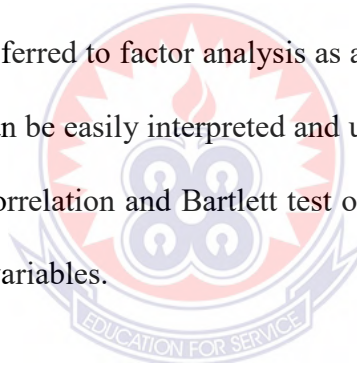 ferred to factor analysis as a
n be easily interpreted and u
orrelation and Bartlett test o
variables.
EDUCATION FOR SERVICE